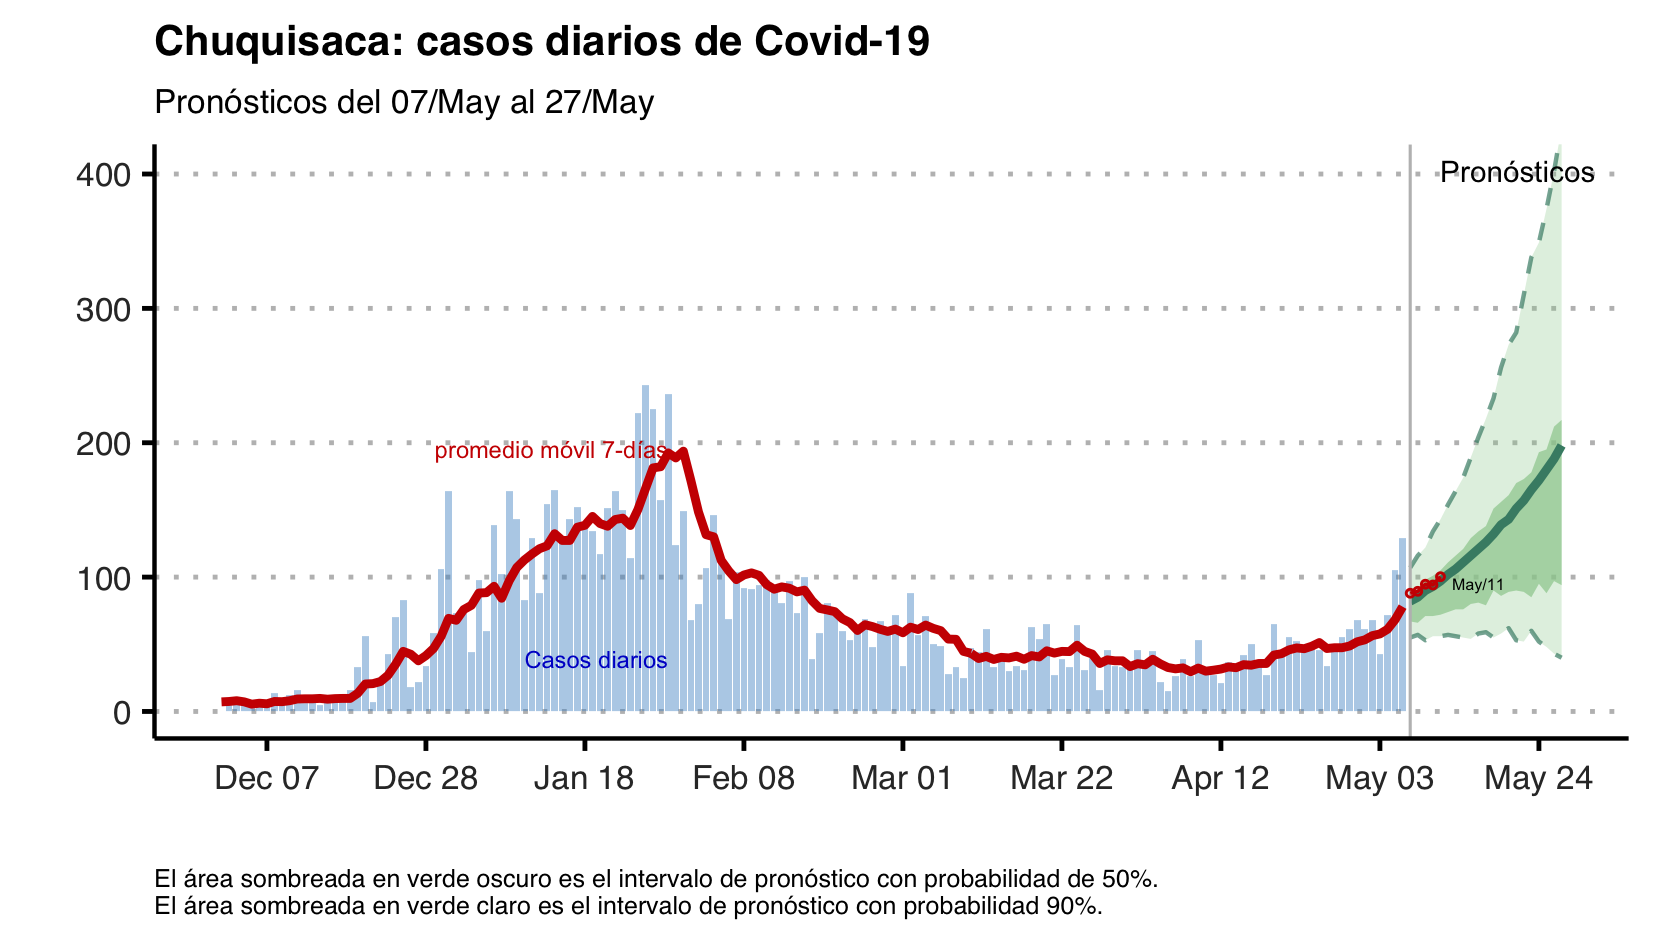 Chuquisaca: casos diarios de Covid-19
Pronósticos del 07/May al 27/May
400
Pronósticos
300
200
promedio móvil 7-días
100
May/11
Casos diarios
0
Dec 07 Dec 28 Jan 18 Feb 08 Mar 01 Mar 22 Apr 12 May 03 May 24
El área sombreada en verde oscuro es el intervalo de pronóstico con probabilidad de 50%.
El área sombreada en verde claro es el intervalo de pronóstico con probabilidad 90%.